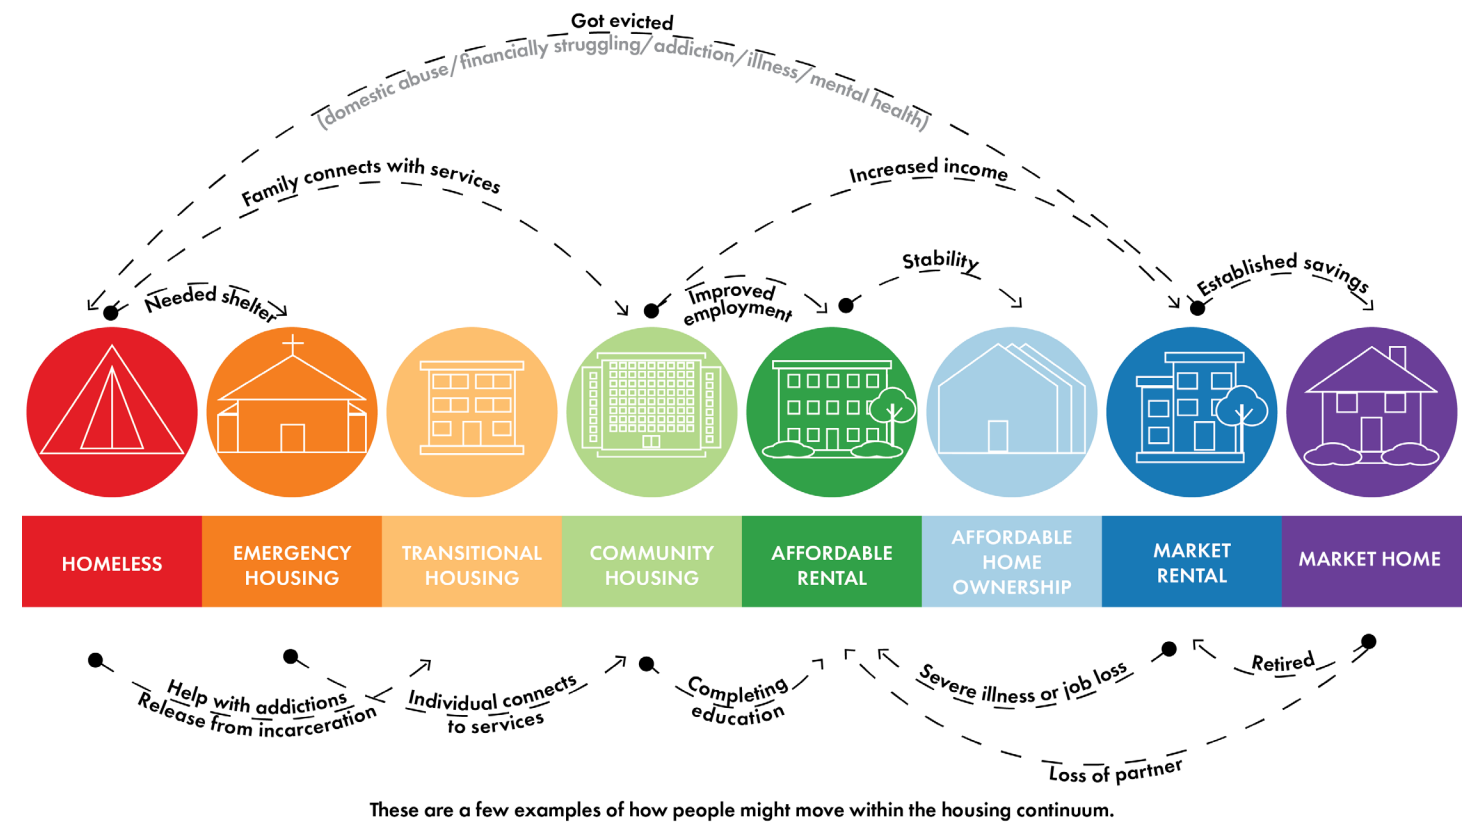 Got evicted
(domestic abuse/financially struggling/addiction/illness/mental health)
Family connects with services
Increased income
Needed shelter
Improved
employment
Stability
Established savings
HOMELESS
EMERGENCY
HOUSING
TRANSITIONAL
HOUSING
COMMUNITY
HOUSING
AFFORDABLE
RENTAL
AFFORDABLE
HOME
OWNERSHIP
MARKET
RENTAL
MARKET HOME
Help with addictions
Release from incarceration
Individual connects
to services
Completing
education
Severe illness or job loss
Retired
Loss of partner
These are a few examples of how people might move within the housing continuum.